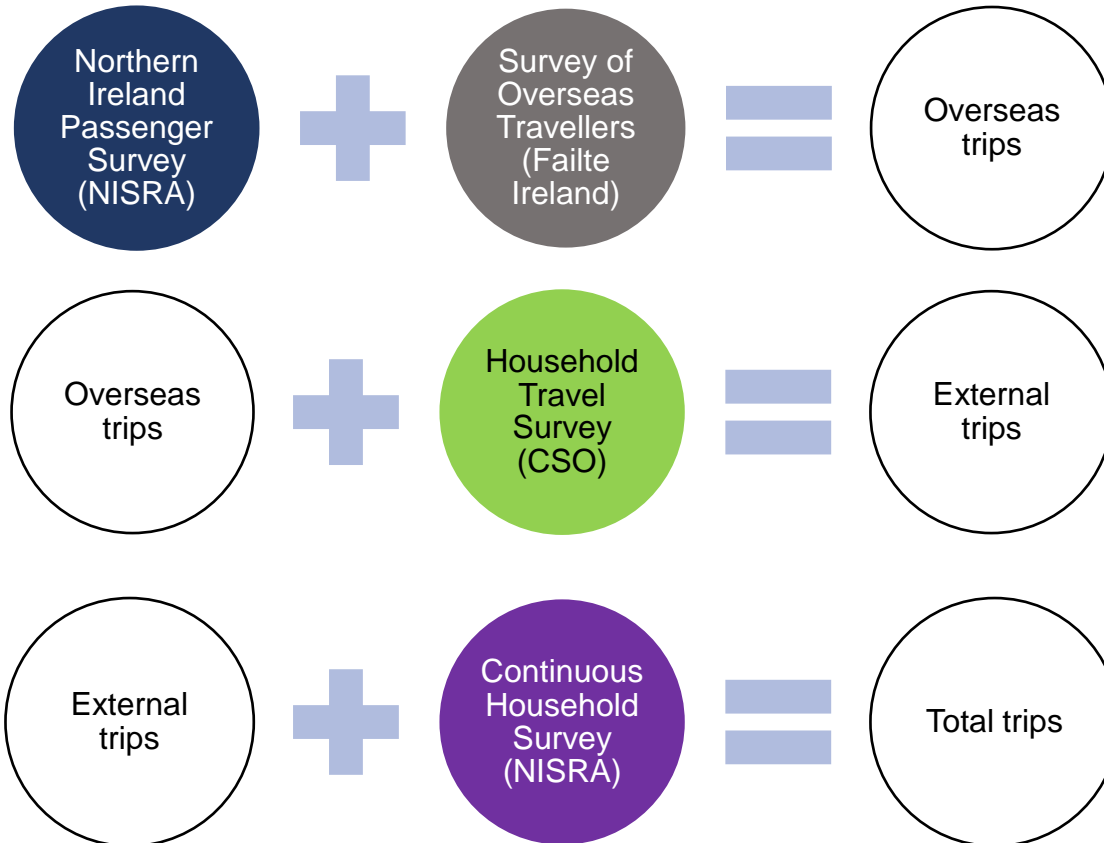 Northern
Ireland
Passenger
Survey
(NISRA)
Survey of
Overseas
Travellers
(Failte
Ireland)
Overseas
trips
Overseas
trips
Household
Travel
Survey
(CSO)
External
trips
External
trips
Continuous
Household
Survey
(NISRA)
Total trips